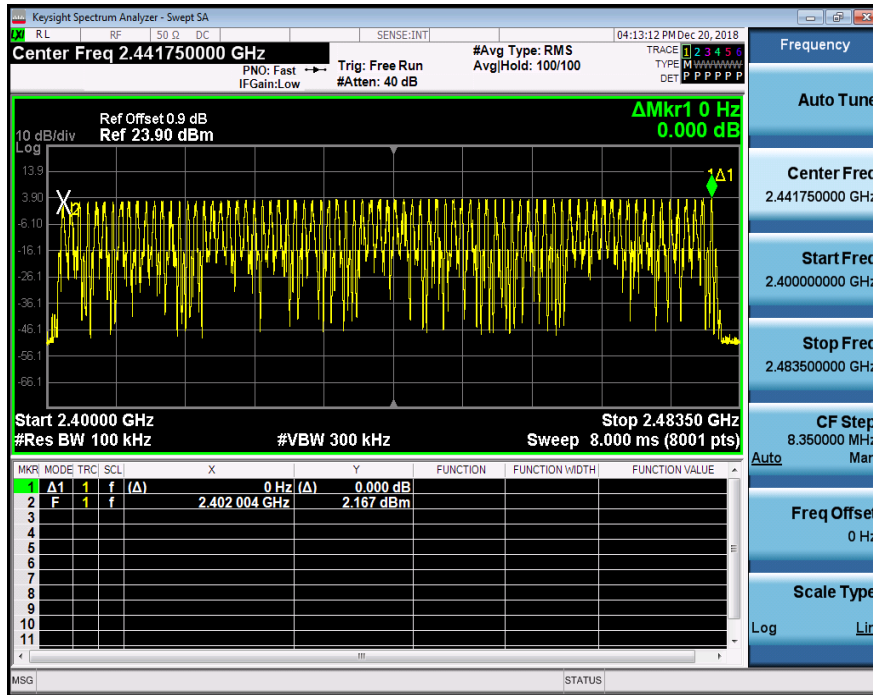 Keysight Spectrum Analyzer - Swept SA
LXI RL RF 50 Ω DC SENSE:INT 04:13:12 PM Dec 20, 2018
Center Freq 2.441750000 GHz
PNO: Fast
IFGain:Low
Trig: Free Run
#Atten: 40 dB
#Avg Type: RMS
Avg|Hold: 100/100
TRACE 1 2 3 4 5 6
TYPE M WWWWW
DET P P P P P P
Frequency
Ref Offset 0.9 dB
10 dB/div Ref 23.90 dBm
Log
ΔMkr1 0 Hz
0.000 dB
13.9
3.90
-6.10
-16.1
-26.1
-36.1
-46.1
-56.1
-66.1
X2
1Δ1
Start 2.40000 GHz Stop 2.48350 GHz
#Res BW 100 kHz #VBW 300 kHz Sweep 8.000 ms (8001 pts)
MKR MODE TRC SCL X Y FUNCTION FUNCTION WIDTH FUNCTION VALUE
1 Δ1 1 f (Δ) 0 Hz (Δ) 0.000 dB
2 F 1 f 2.402 004 GHz 2.167 dBm
3
4
5
6
7
8
9
10
11
MSG STATUS
Auto Tune
Center Freq
2.441750000 GHz
Start Freq
2.400000000 GHz
Stop Freq
2.483500000 GHz
CF Step
8.350000 MHz
Auto Man
Freq Offset
0 Hz
Scale Type
Log Lin